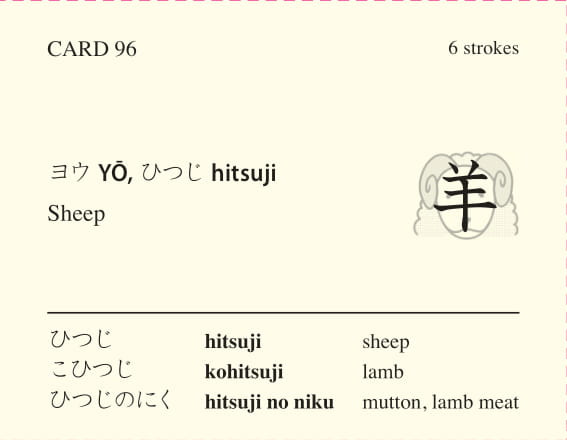 CARD 96
6 strokes
ヨウ YŌ, ひつじ hitsuji
Sheep
羊
ひつじ hitsuji sheep
こひつじ kohitsuji lamb
ひつじのにく hitsuji no niku mutton, lamb meat